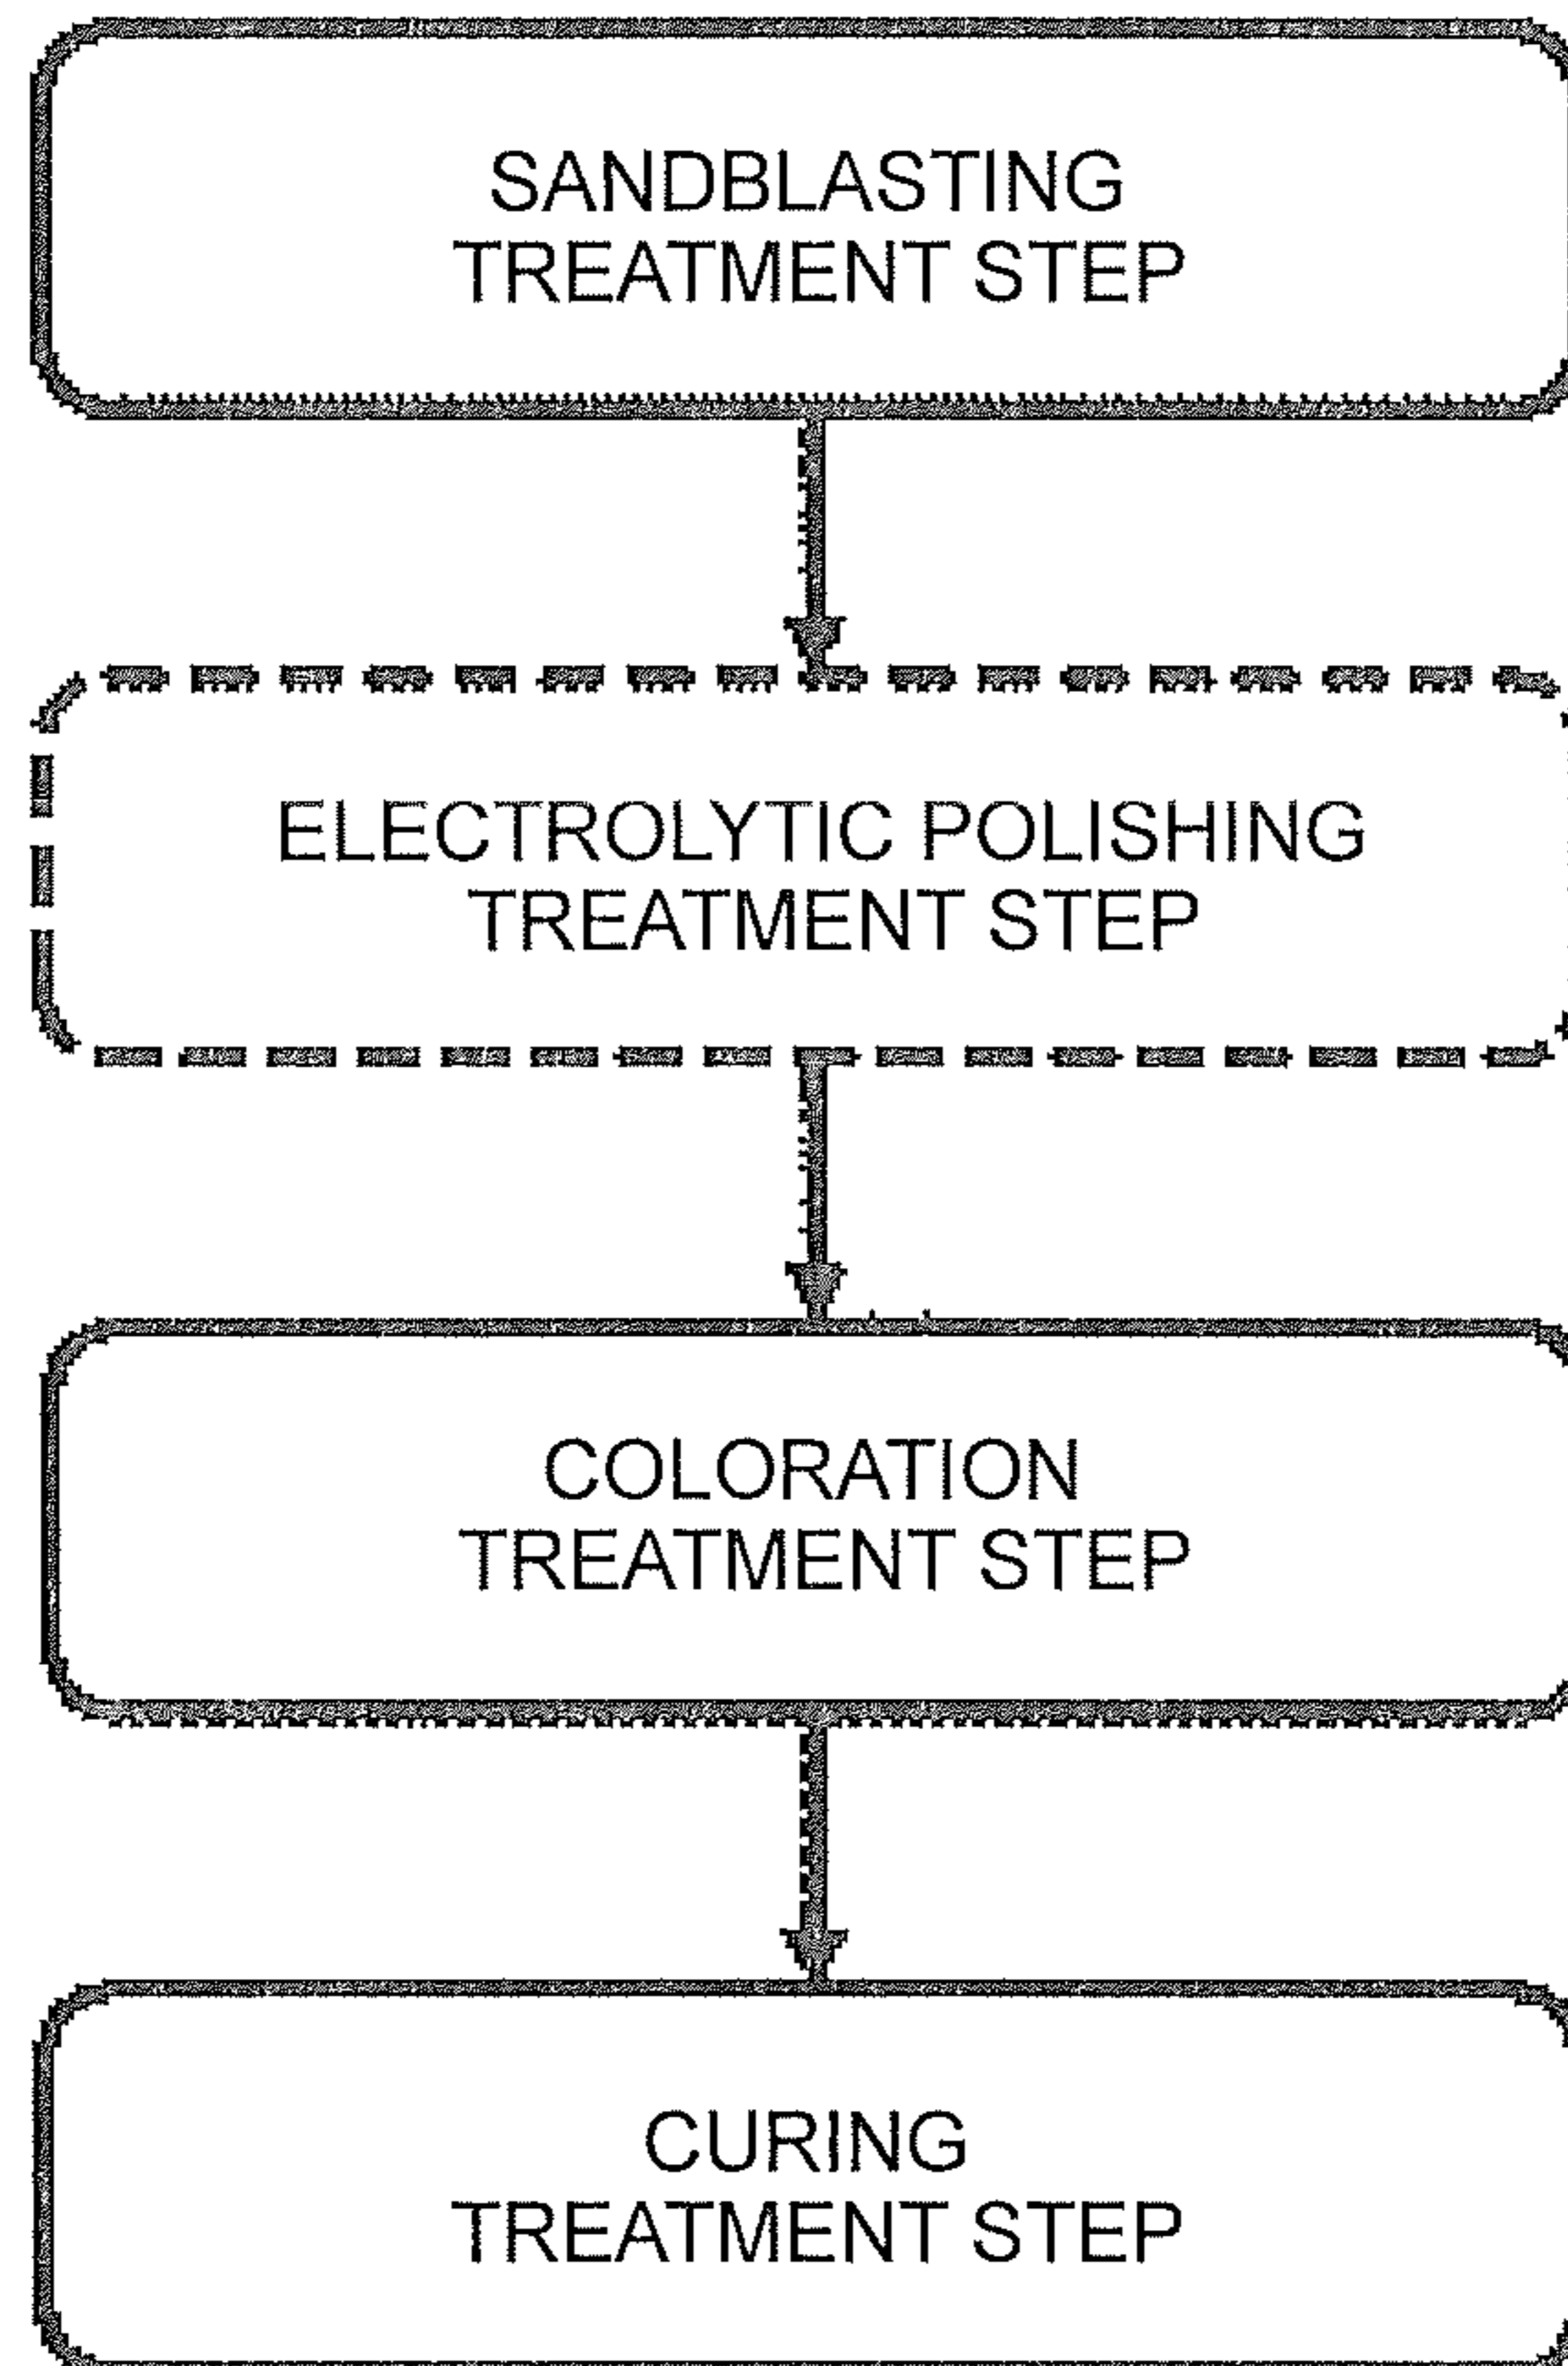 SANDBLASTING
TREATMENT STEP
ELECTROLYTIC POLISHING
TREATMENT STEP
COLORATION
TREATMENT STEP
CURING
TREATMENT STEP